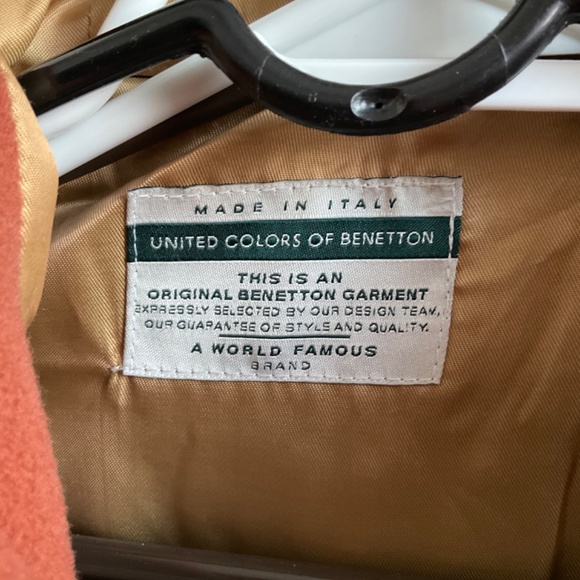 MADE IN ITALY
UNITED COLORS OF BENETTON
THIS IS AN
ORIGINAL BENETTON GARMENT
EXPRESSLY SELECTED BY OUR DESIGN TEAM,
OUR GUARANTEE OF STYLE AND QUALITY.
A WORLD FAMOUS
BRAND